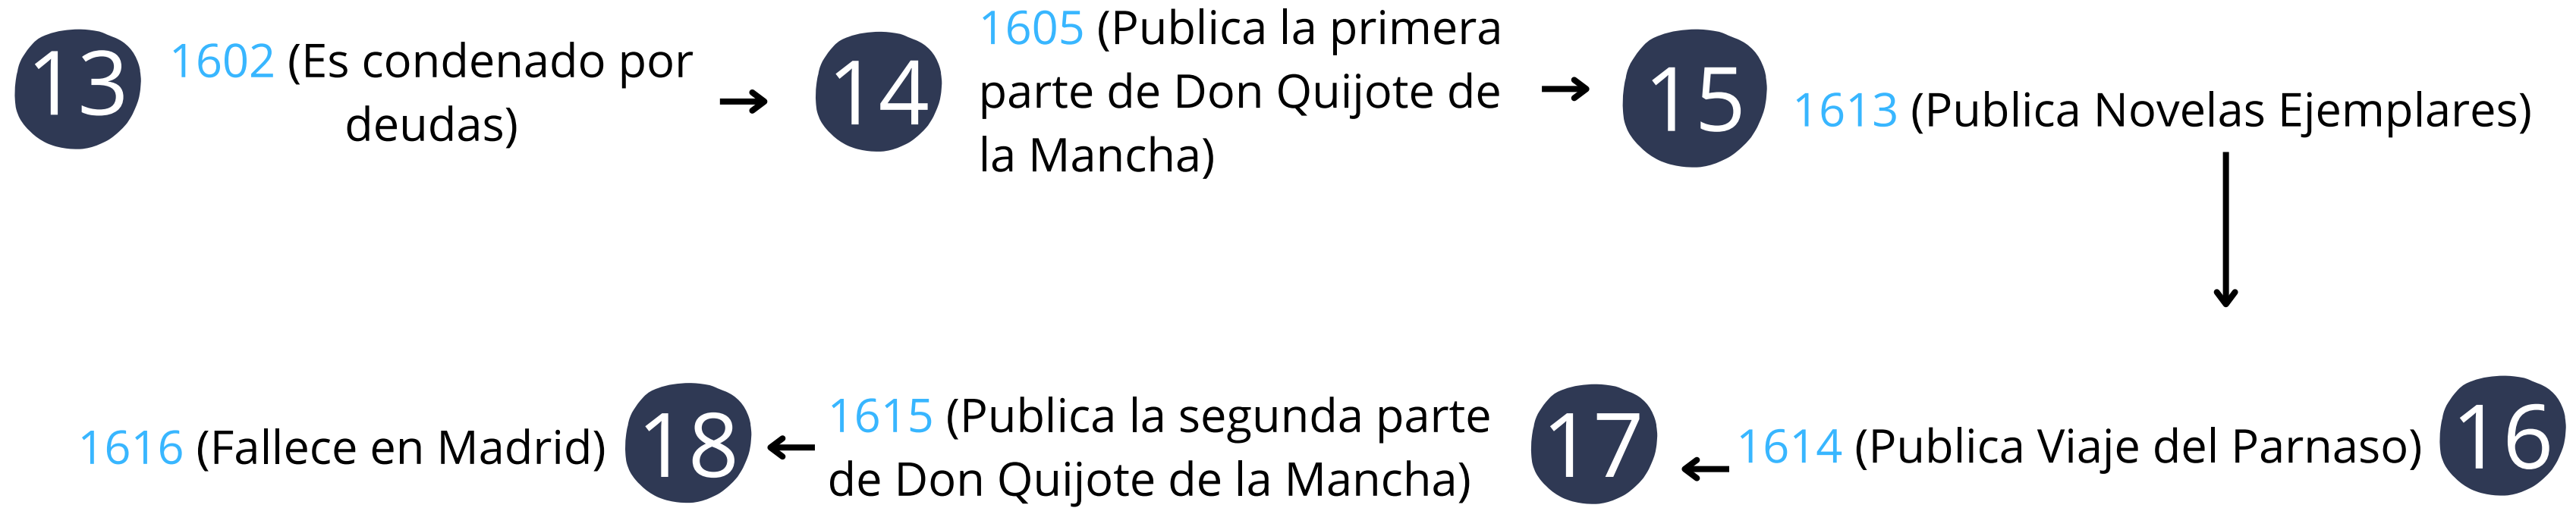 13
1602 (Es condenado por
deudas)
14
1605 (Publica la primera
parte de Don Quijote de
la Mancha)
15
1613 (Publica Novelas Ejemplares)
16
1614 (Publica Viaje del Parnaso)
17
1615 (Publica la segunda parte
de Don Quijote de la Mancha)
18
1616 (Fallece en Madrid)